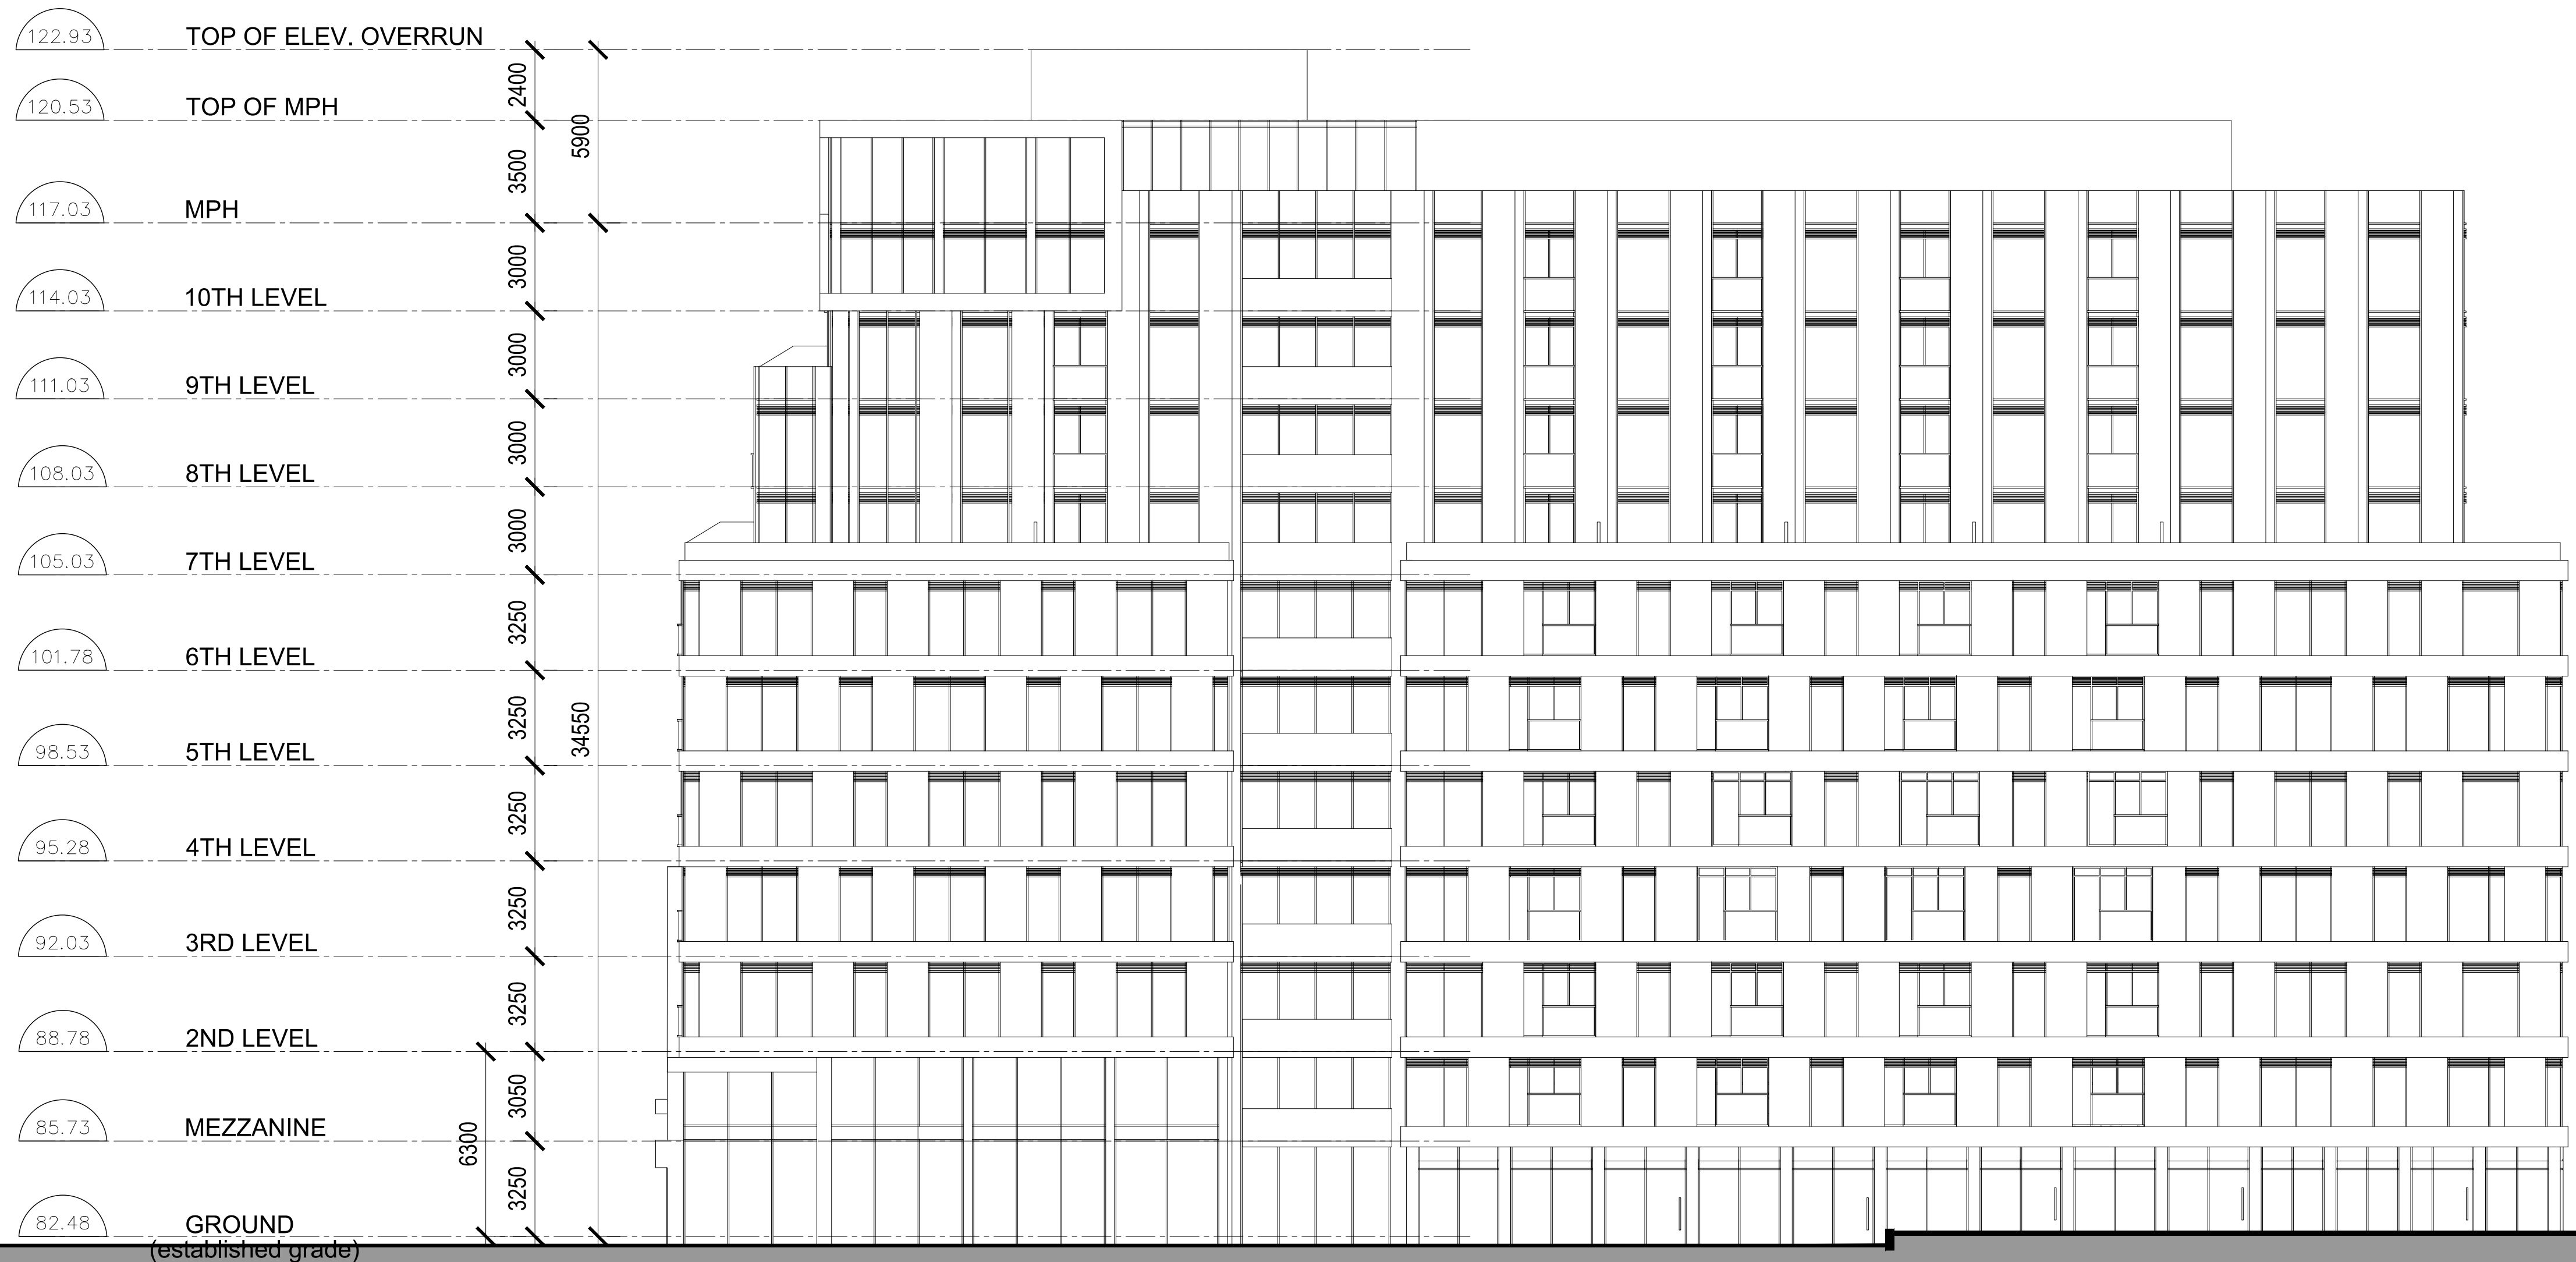 122.93 TOP OF ELEV. OVERRUN
2400
120.53 TOP OF MPH
5900
3500
117.03 MPH
3000
114.03 10TH LEVEL
3000
111.03 9TH LEVEL
3000
108.03 8TH LEVEL
3000
105.03 7TH LEVEL
3250
101.78 6TH LEVEL
3250
34550
98.53 5TH LEVEL
3250
95.28 4TH LEVEL
3250
92.03 3RD LEVEL
3250
88.78 2ND LEVEL
3050
85.73 MEZZANINE
6300
3250
82.48 GROUND
(established grade)